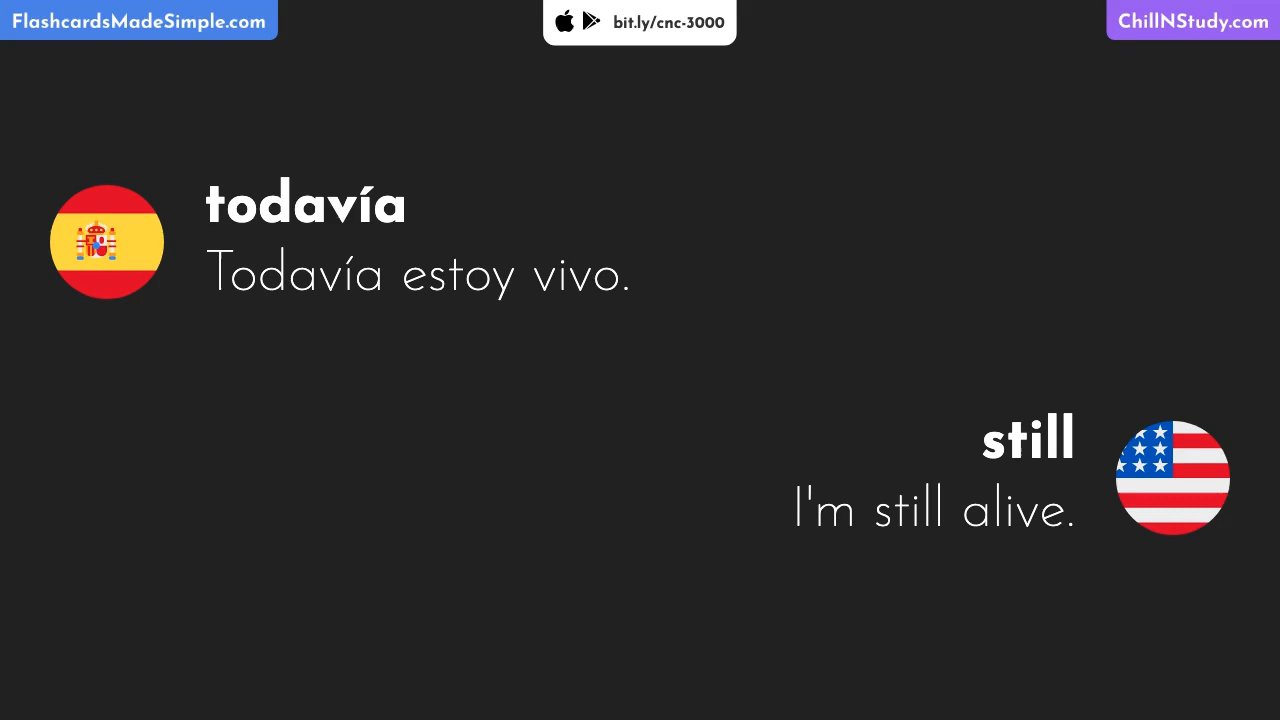 FlashcardsMadeSimple.com
bit.ly/cnc-3000
ChillNStudy.com
todavía
Todavía estoy vivo.
still
I'm still alive.